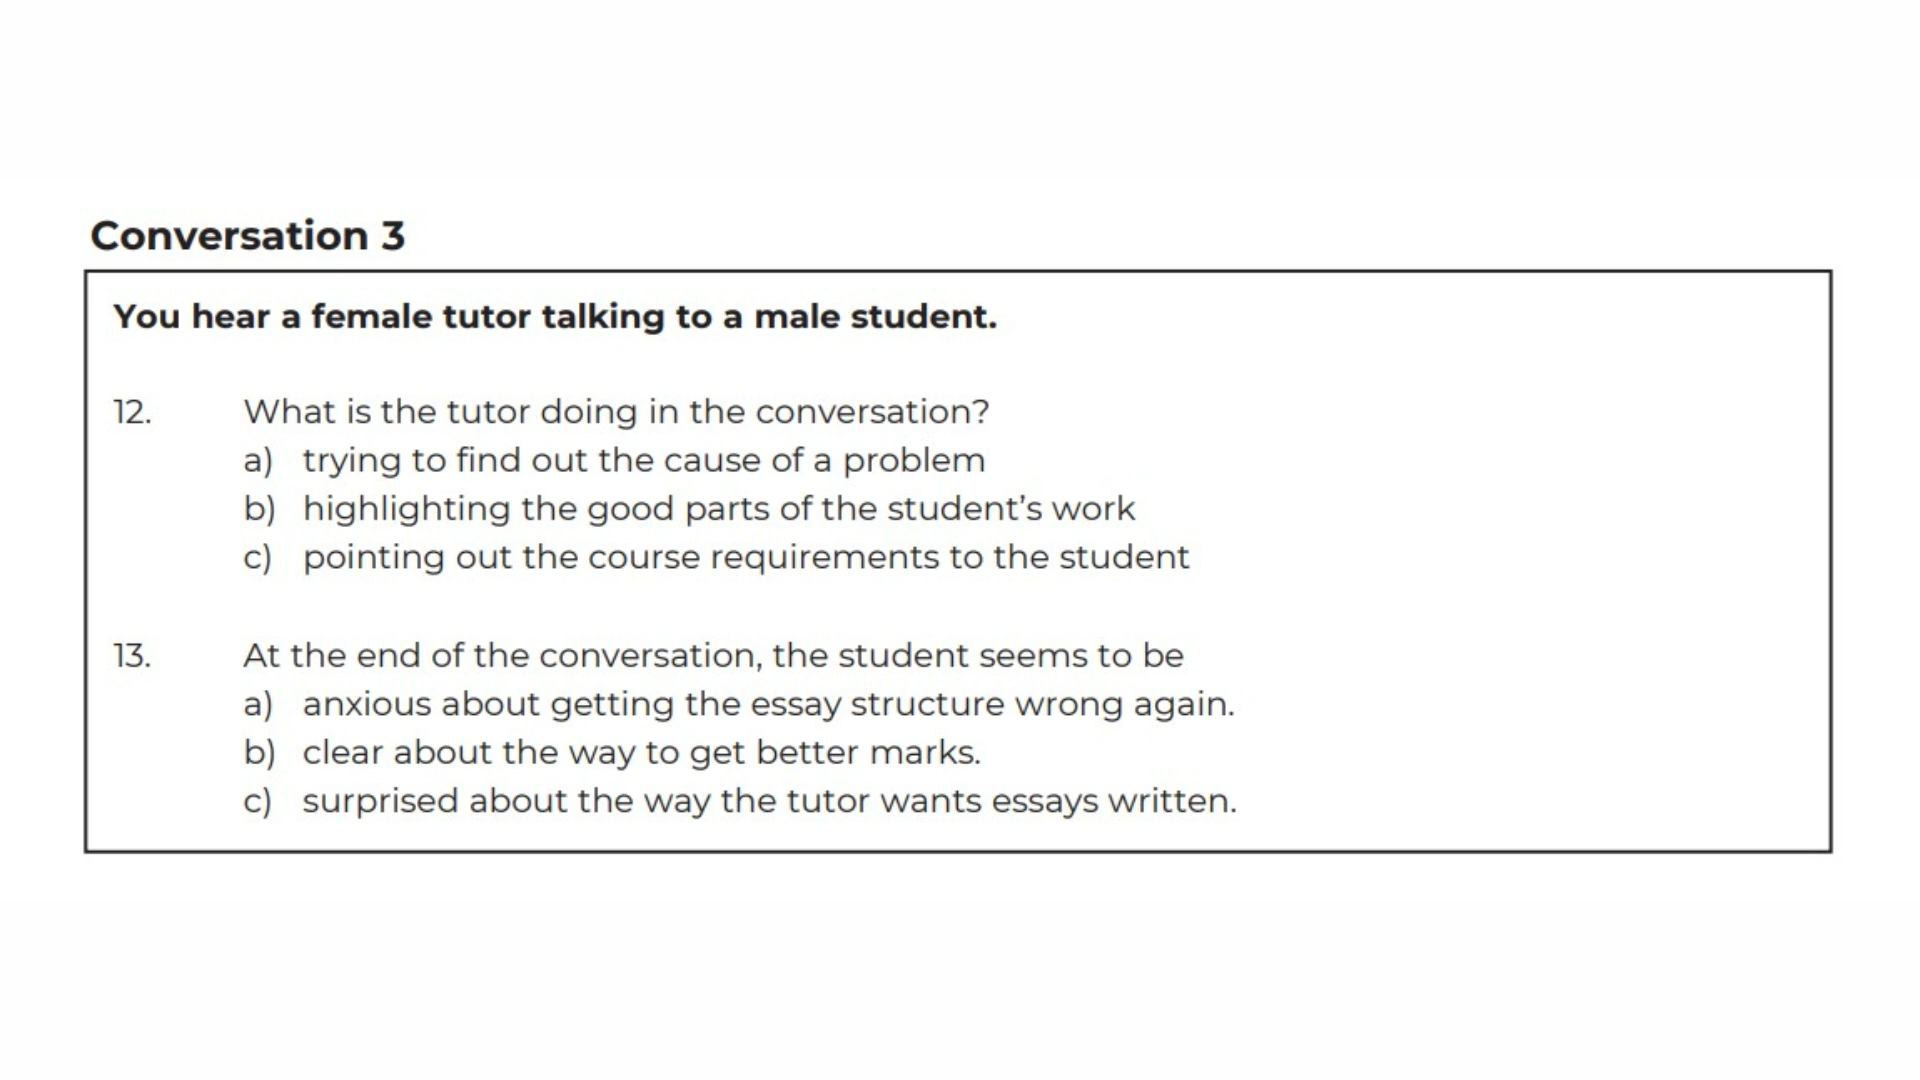 Conversation 3
You hear a female tutor talking to a male student.
12. What is the tutor doing in the conversation?
a) trying to find out the cause of a problem
b) highlighting the good parts of the student’s work
c) pointing out the course requirements to the student
13. At the end of the conversation, the student seems to be
a) anxious about getting the essay structure wrong again.
b) clear about the way to get better marks.
c) surprised about the way the tutor wants essays written.